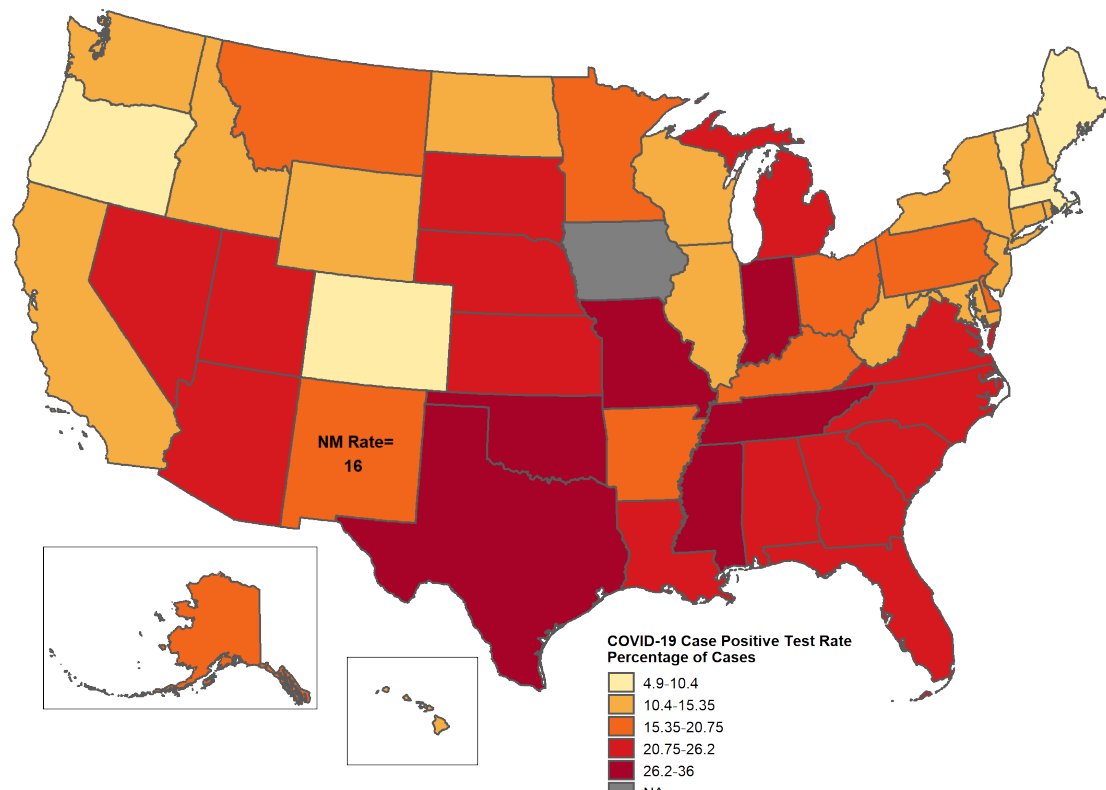 NM Rate=
16
COVID-19 Case Positive Test Rate
Percentage of Cases
4.9-10.4
10.4-15.35
15.35-20.75
20.75-26.2
26.2-36